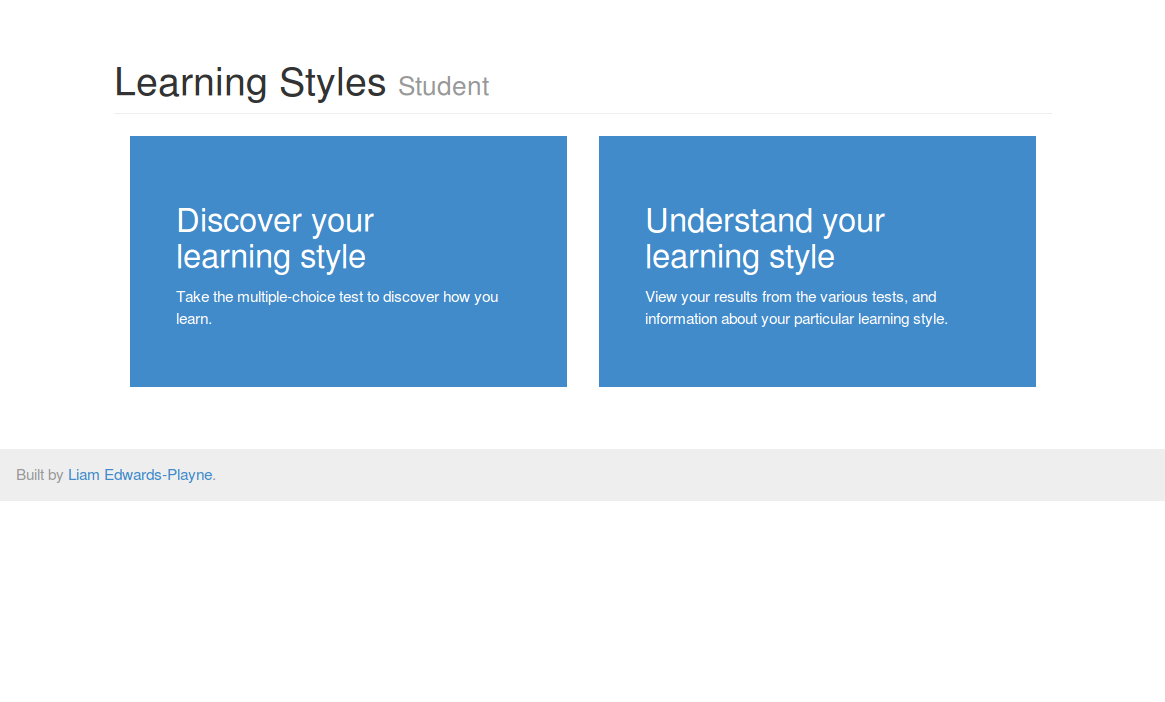 Learning Styles Student
Discover your
learning style
Take the multiple-choice test to discover how you
learn.
Understand your
learning style
View your results from the various tests, and
information about your particular learning style.
Built by Liam Edwards-Playne.